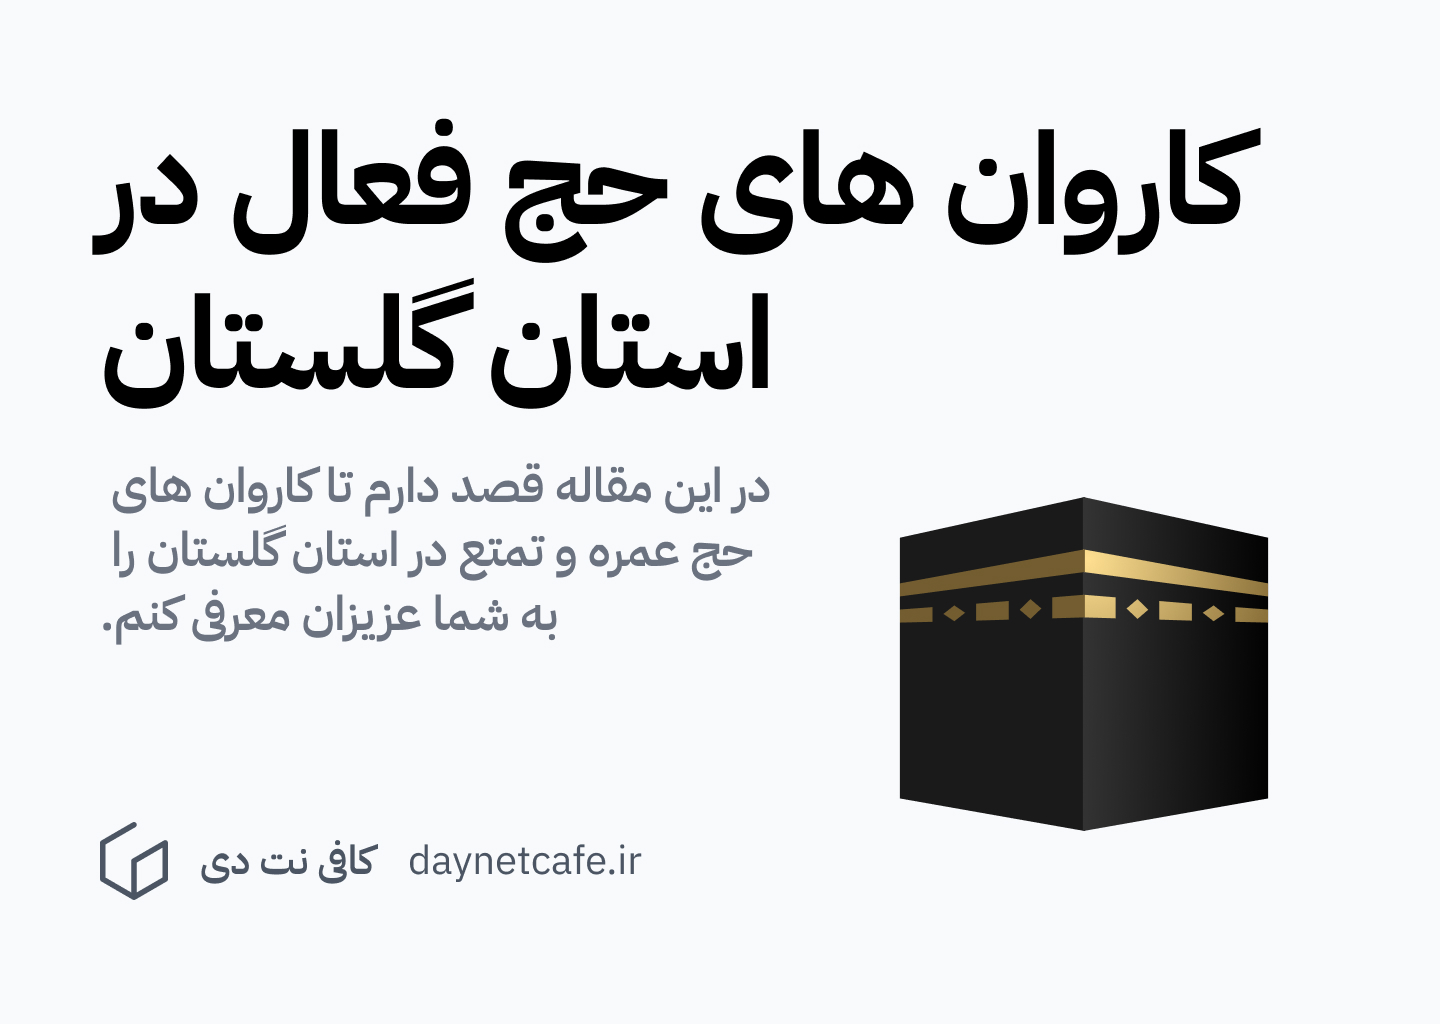 کاروان های حج فعال در
استان گلستان
در این مقاله قصد دارم تا کاروان های
حج عمره و تمتع در استان گلستان را
به شما عزیزان معرفی کنم.
کافی نت دی daynetcafe.ir